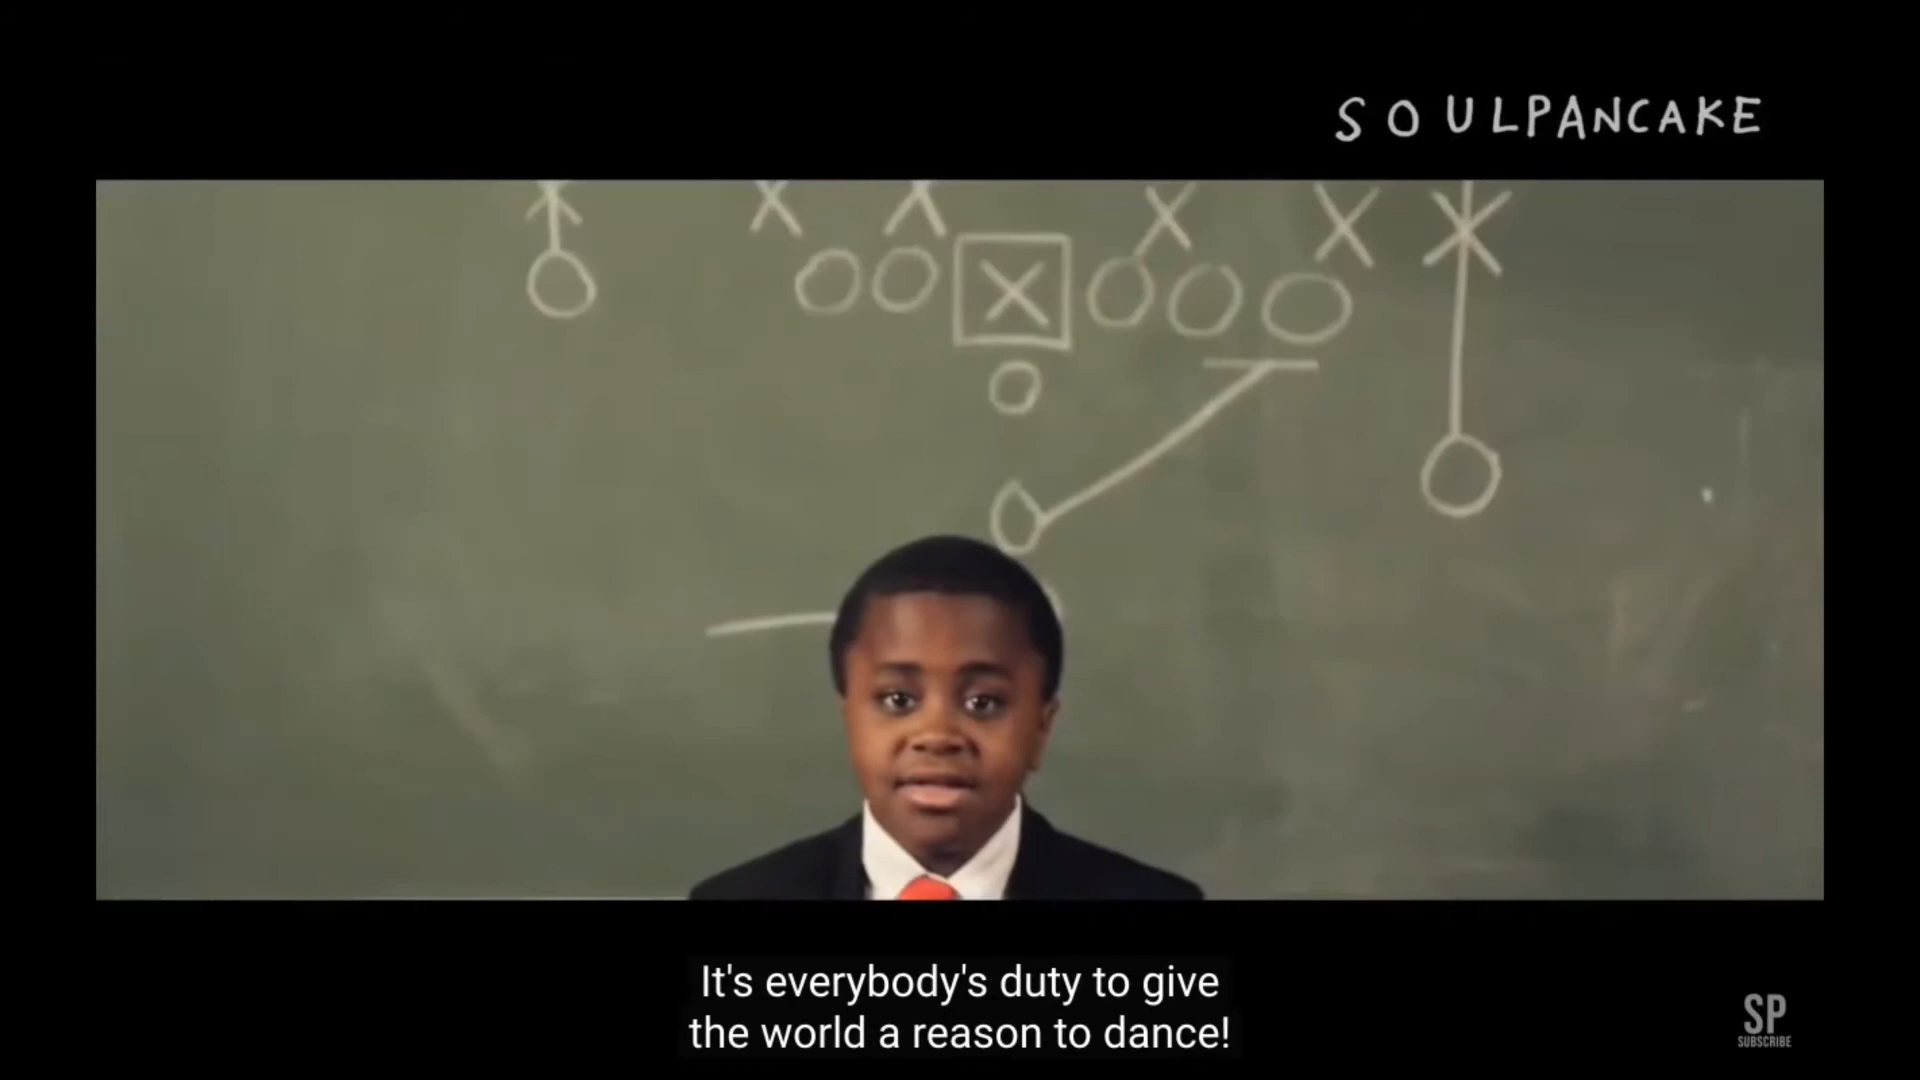 SOULPANCAKE
It's everybody's duty to give
the world a reason to dance!
SP
SUBSCRIBE